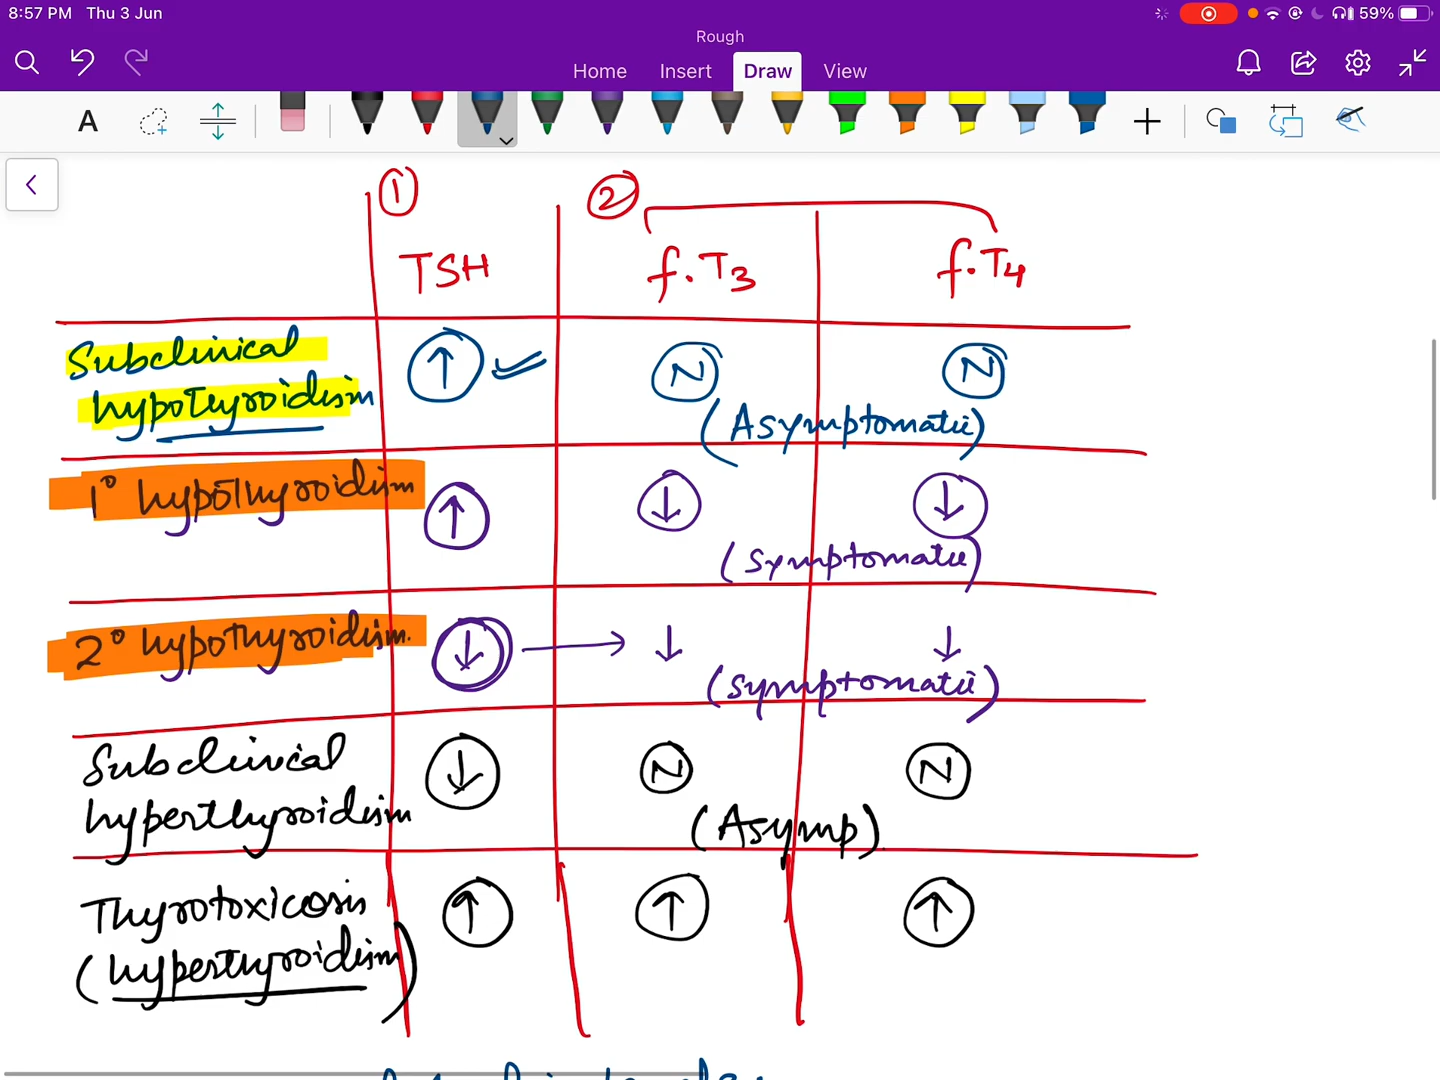 8:57 PM Thu 3 Jun 59%
Rough
Home Insert Draw View
A
① ②
TSH f.T3 f.T4
Subclinical
hypothyroidism ↑ N N
(Asymptomatic)
1° hypothyroidism ↑ ↓ ↓
(symptomatic)
2° hypothyroidism. ↓ → ↓ ↓
(symptomatic)
Subclinical
hyperthyroidism ↓ N N
(Asymp)
Thyrotoxicosis ↑ ↑ ↑
(hyperthyroidism)